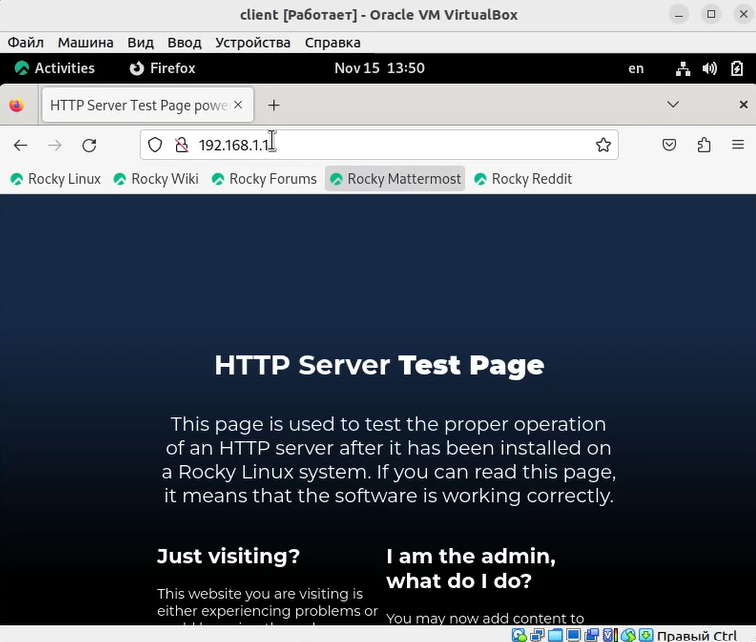 client [Работает] - Oracle VM VirtualBox
Файл Машина Вид Ввод Устройства Справка
Activities Firefox Nov 15 13:50 en
HTTP Server Test Page powe
192.168.1.1
Rocky Linux Rocky Wiki Rocky Forums Rocky Mattermost Rocky Reddit
HTTP Server Test Page
This page is used to test the proper operation
of an HTTP server after it has been installed on
a Rocky Linux system. If you can read this page,
it means that the software is working correctly.
Just visiting?
This website you are visiting is
either experiencing problems or
I am the admin,
what do I do?
You may now add content to
Правый Ctrl